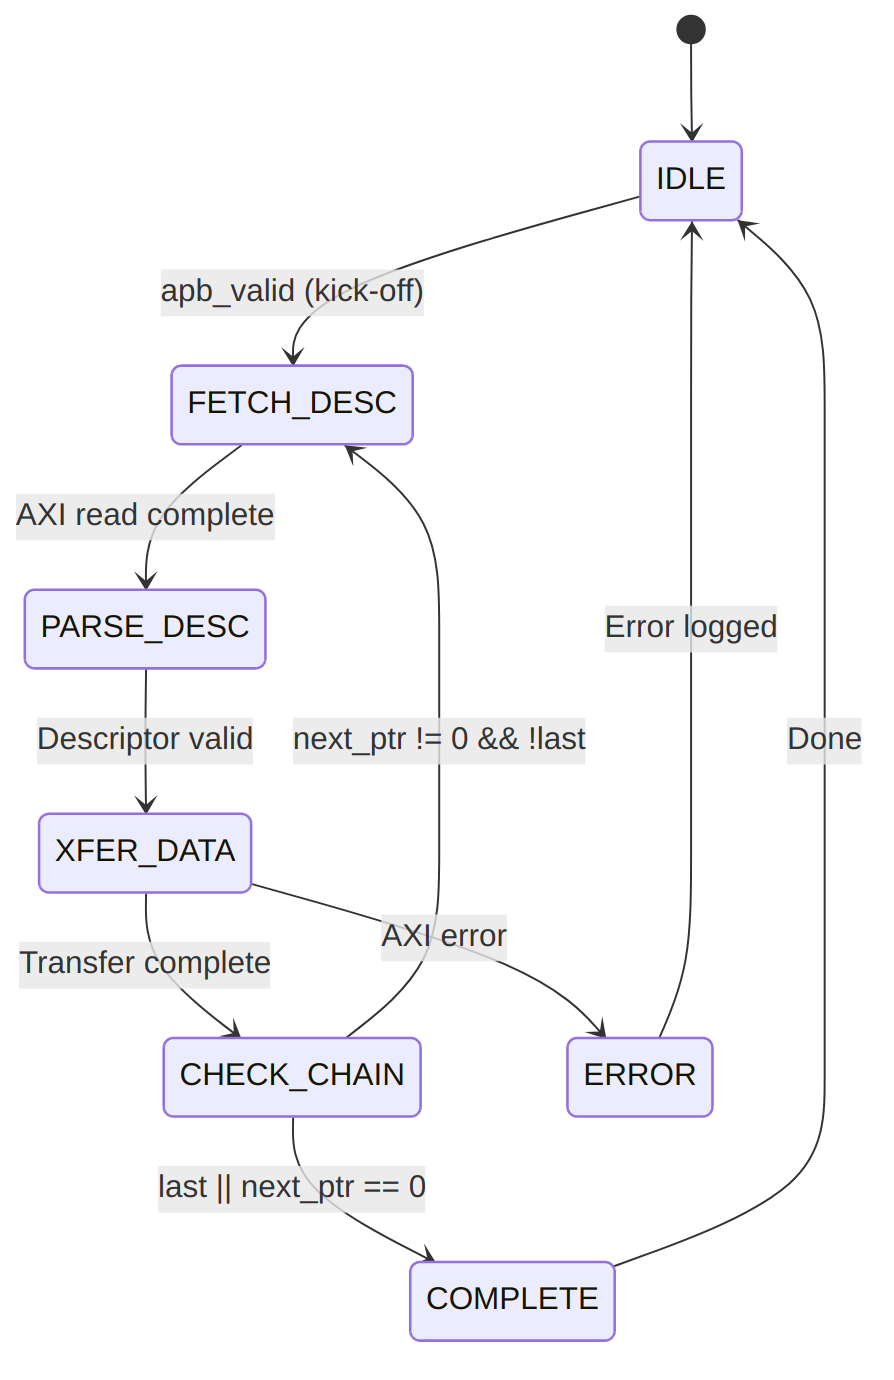 IDLE
apb_valid (kick-off)
FETCH_DESC
AXI read complete
PARSE_DESC
Error logged
Descriptor valid
next_ptr != 0 && !last
Done
XFER_DATA
AXI error
Transfer complete
CHECK_CHAIN
ERROR
last || next_ptr == 0
COMPLETE